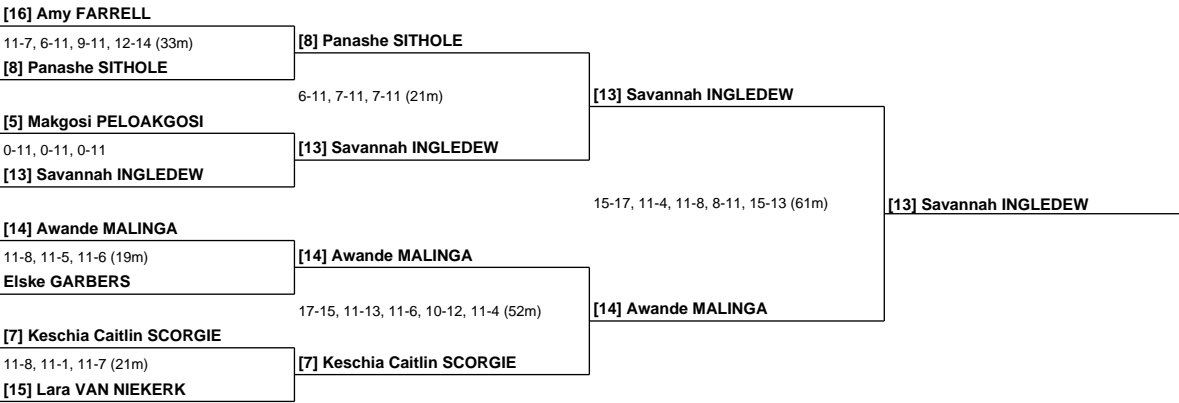 [16] Amy FARRELL
11-7, 6-11, 9-11, 12-14 (33m)
[8] Panashe SITHOLE
[8] Panashe SITHOLE
6-11, 7-11, 7-11 (21m)
[13] Savannah INGLEDEW
[5] Makgosi PELOAKGOSI
0-11, 0-11, 0-11
[13] Savannah INGLEDEW
[13] Savannah INGLEDEW
15-17, 11-4, 11-8, 8-11, 15-13 (61m)
[13] Savannah INGLEDEW
[14] Awande MALINGA
11-8, 11-5, 11-6 (19m)
[14] Awande MALINGA
Elske GARBERS
17-15, 11-13, 11-6, 10-12, 11-4 (52m)
[14] Awande MALINGA
[7] Keschia Caitlin SCORGIE
11-8, 11-1, 11-7 (21m)
[7] Keschia Caitlin SCORGIE
[15] Lara VAN NIEKERK